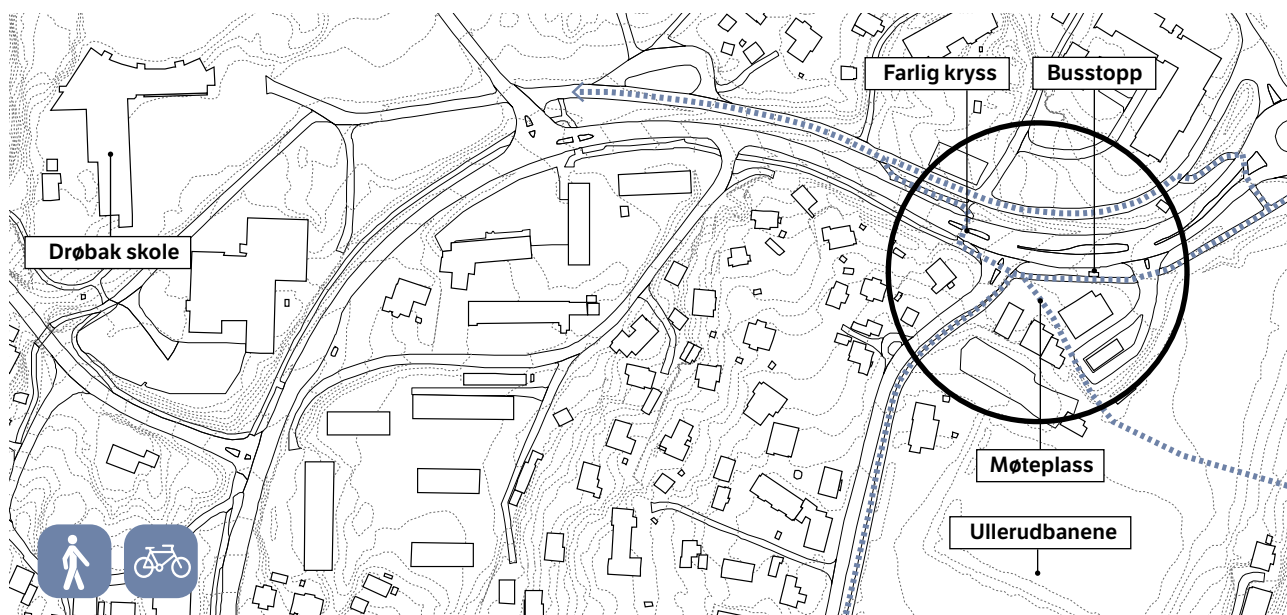 Farlig kryss
Busstopp
Drøbak skole
Møteplass
Ullerudbanene